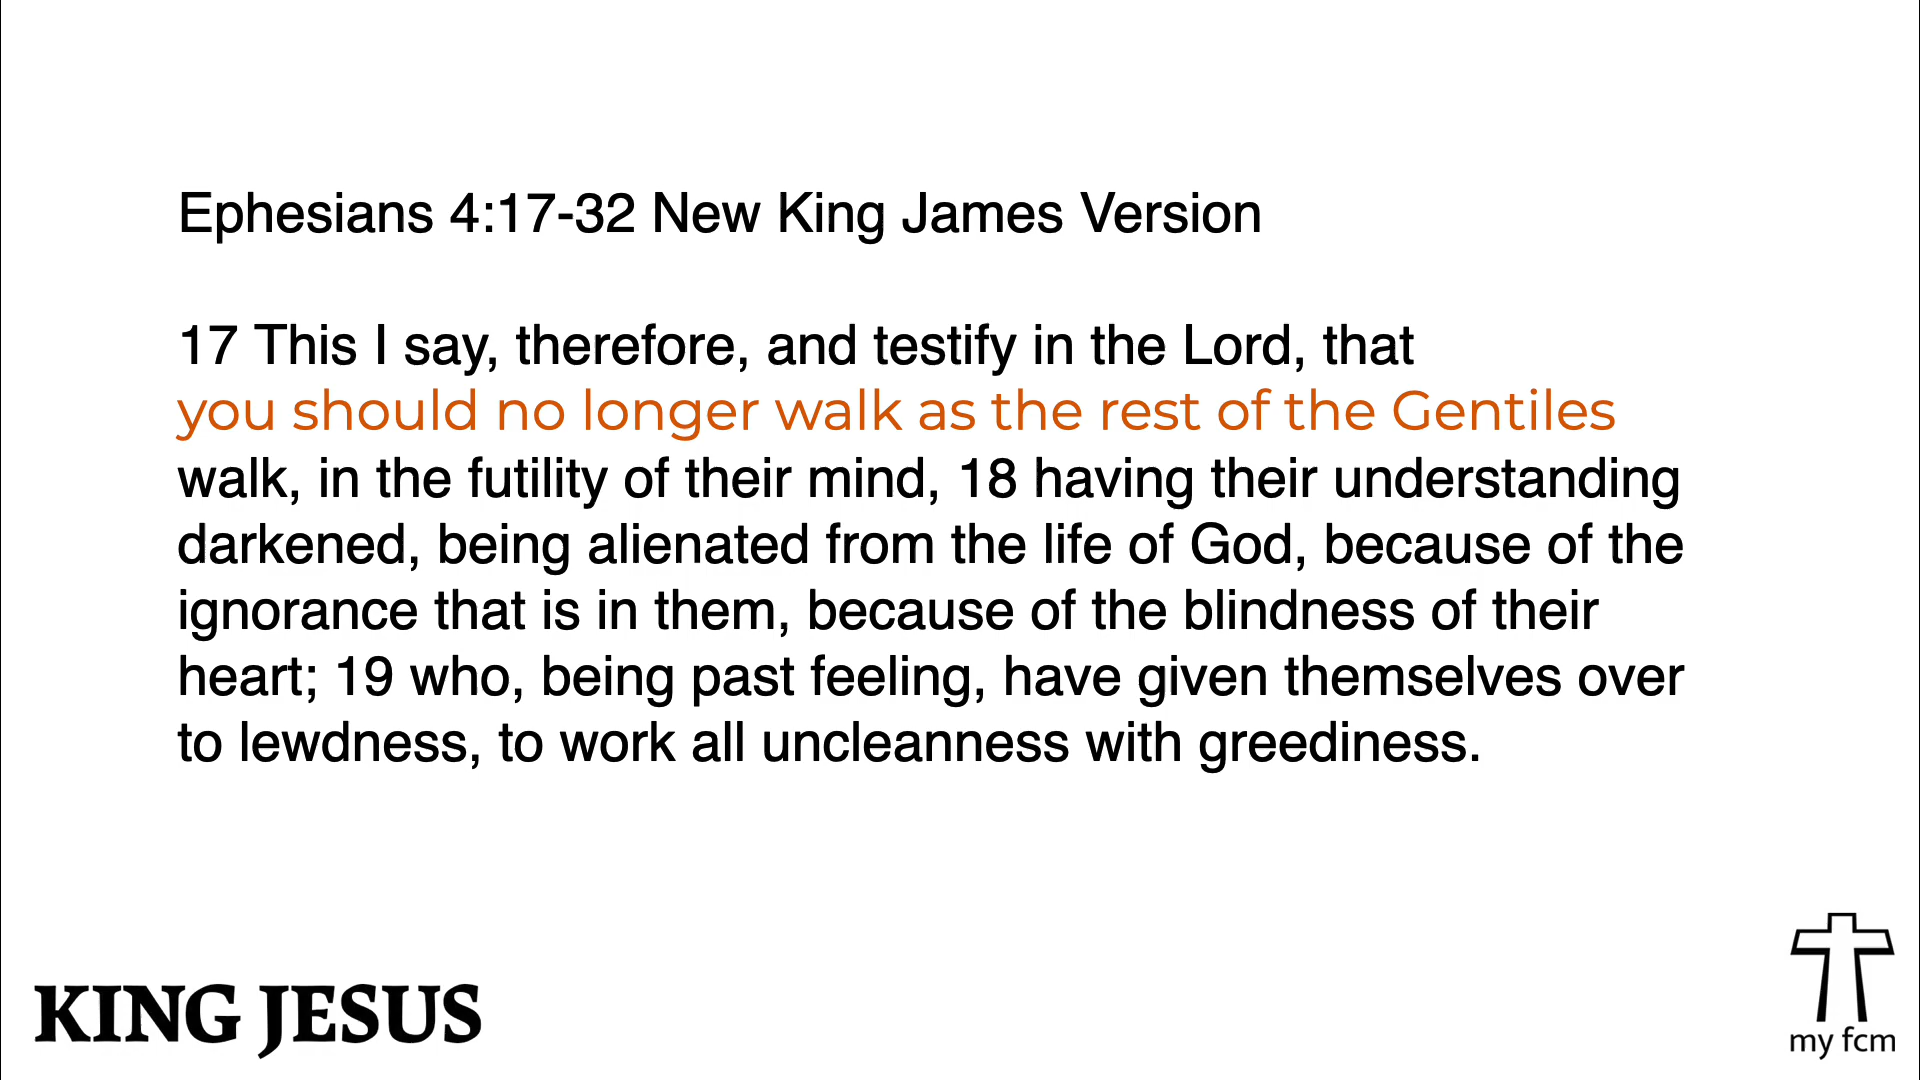 Ephesians 4:17-32 New King James Version
17 This I say, therefore, and testify in the Lord, that
you should no longer walk as the rest of the Gentiles
walk, in the futility of their mind, 18 having their understanding
darkened, being alienated from the life of God, because of the
ignorance that is in them, because of the blindness of their
heart; 19 who, being past feeling, have given themselves over
to lewdness, to work all uncleanness with greediness.
KING JESUS
my fcm